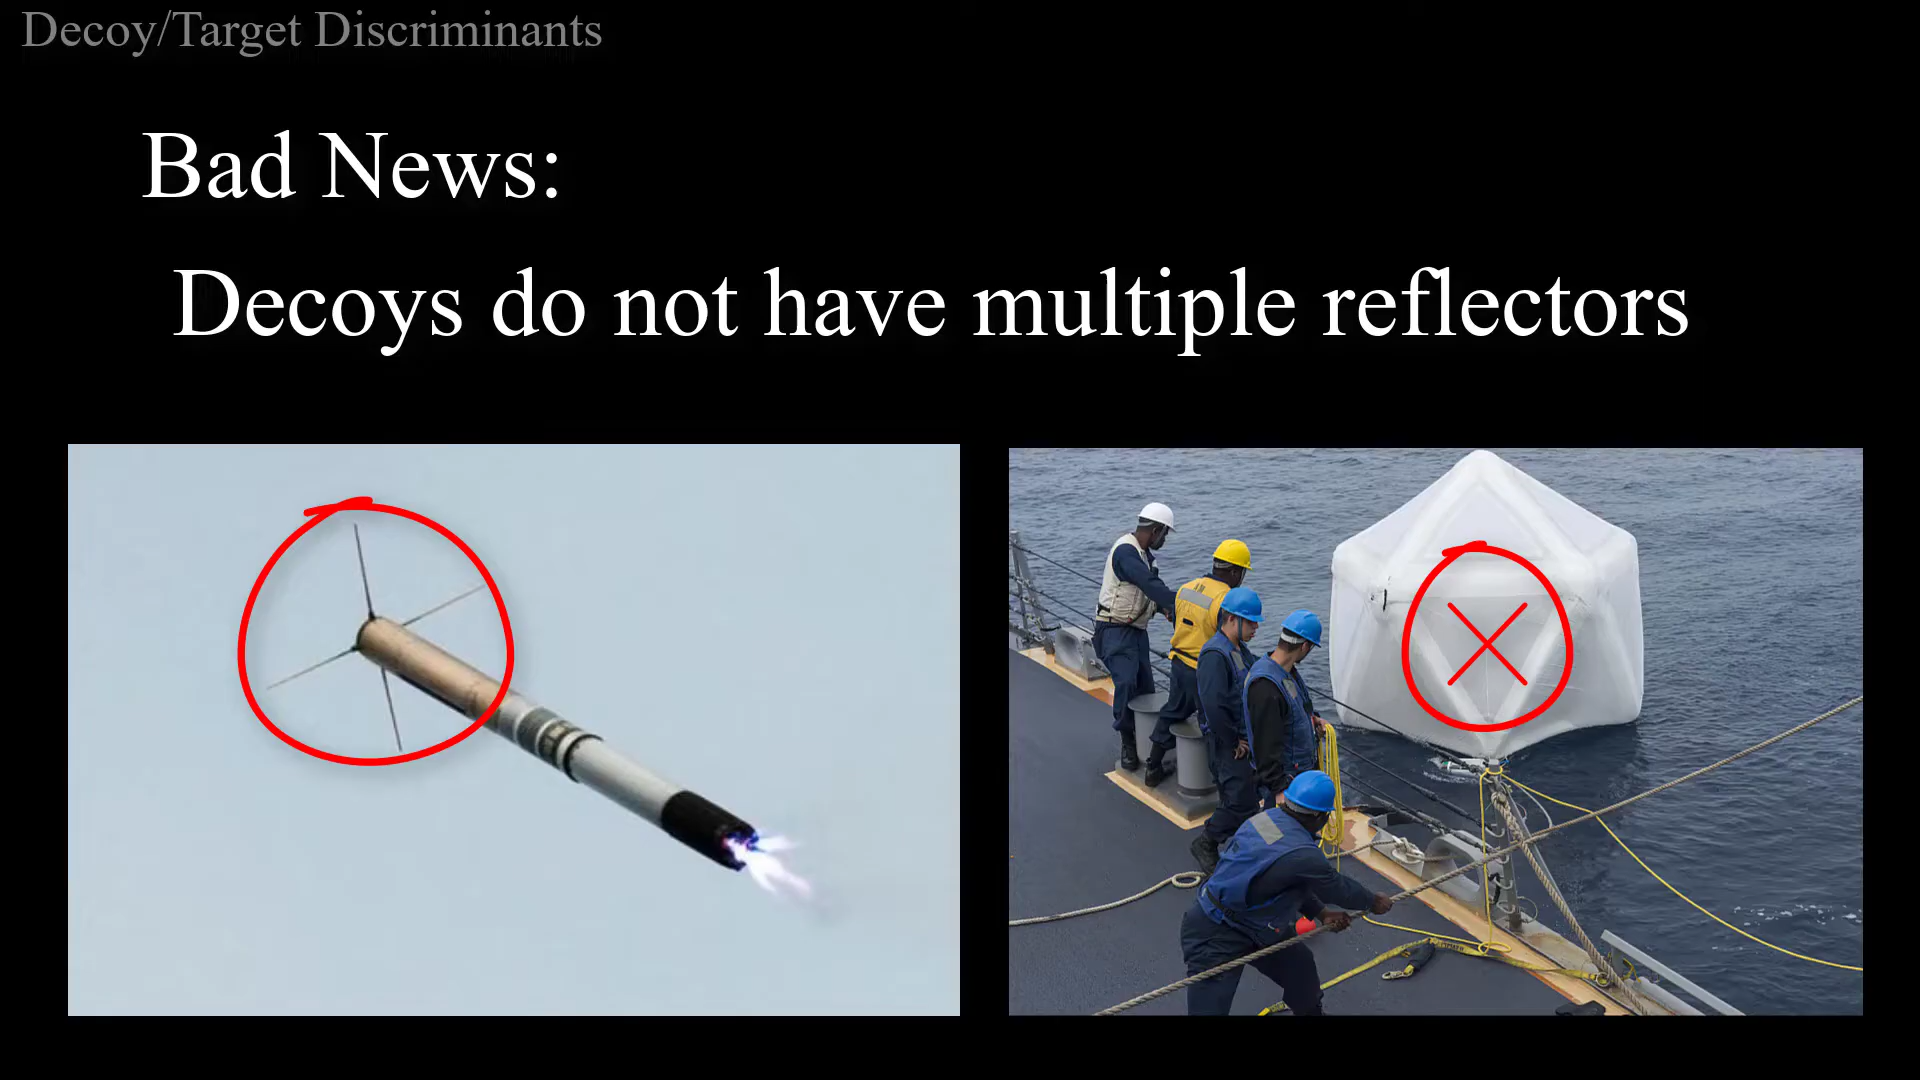 Decoy/Target Discriminants
Bad News:
Decoys do not have multiple reflectors